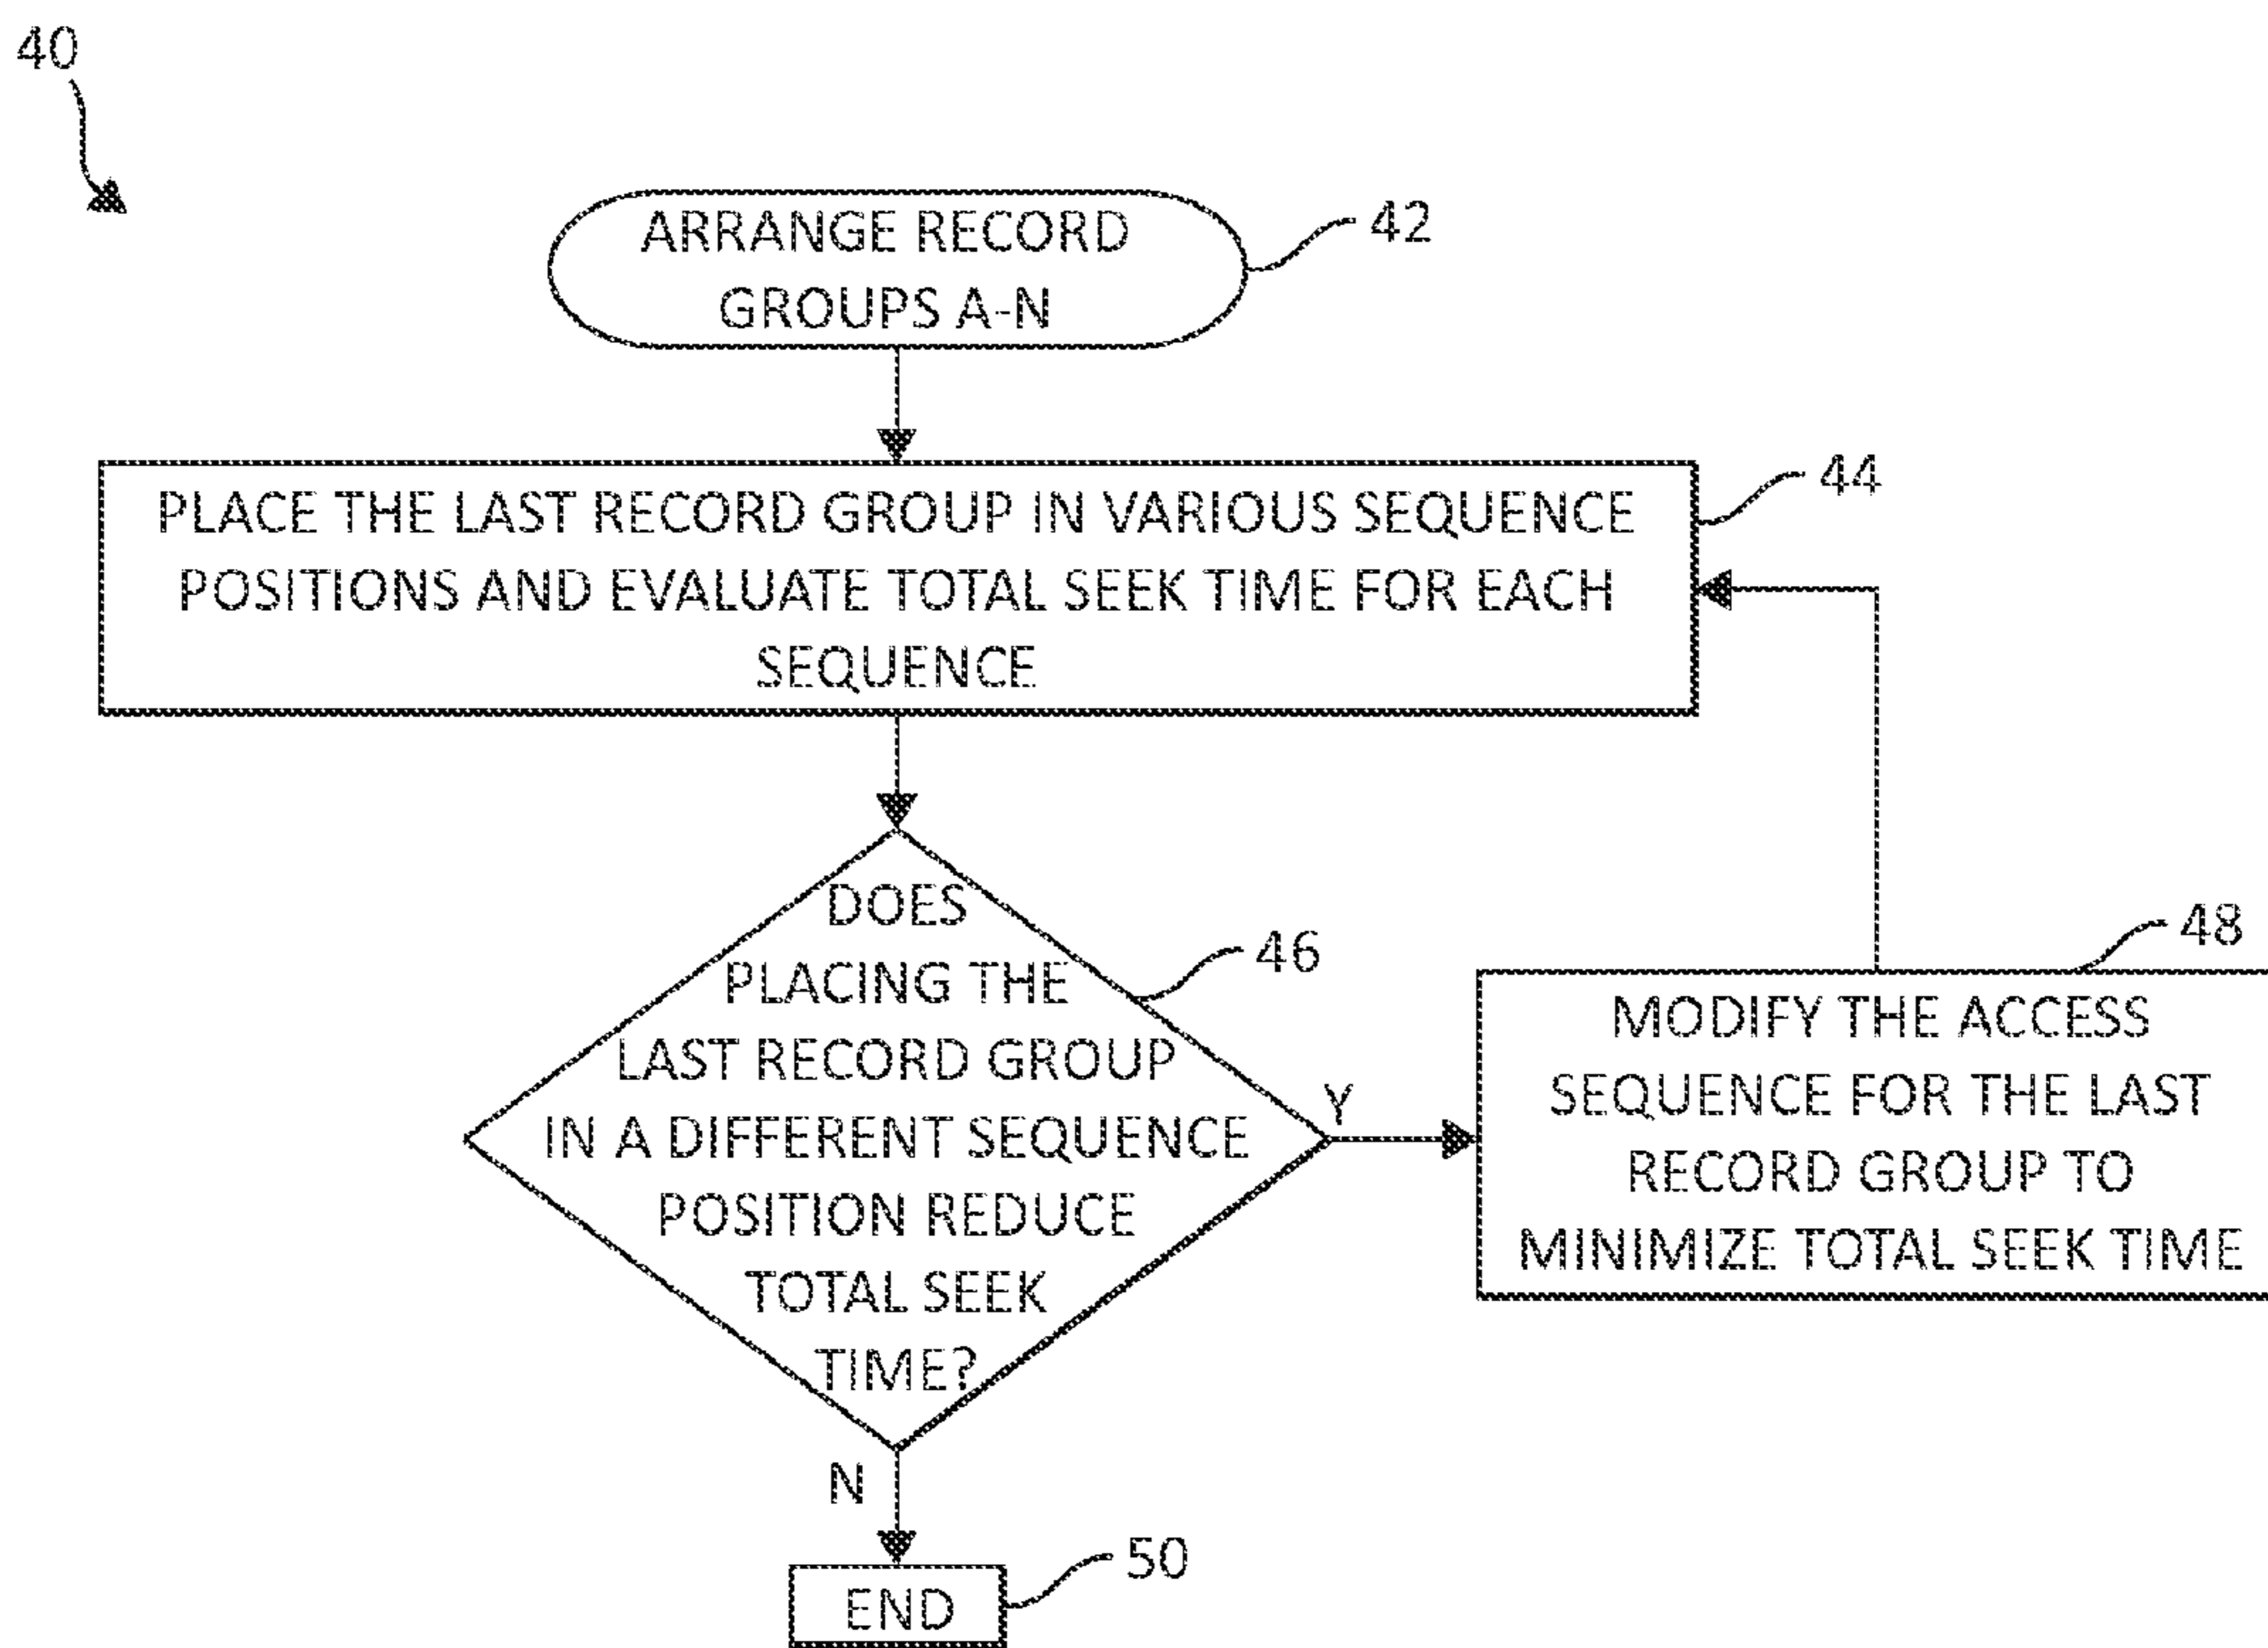 40
ARRANGE RECORD
GROUPS A-N
42
PLACE THE LAST RECORD GROUP IN VARIOUS SEQUENCE
POSITIONS AND EVALUATE TOTAL SEEK TIME FOR EACH
SEQUENCE
44
DOES
PLACING THE
LAST RECORD GROUP
IN A DIFFERENT SEQUENCE
POSITION REDUCE
TOTAL SEEK
TIME?
46
Y
48
MODIFY THE ACCESS
SEQUENCE FOR THE LAST
RECORD GROUP TO
MINIMIZE TOTAL SEEK TIME
N
END
50